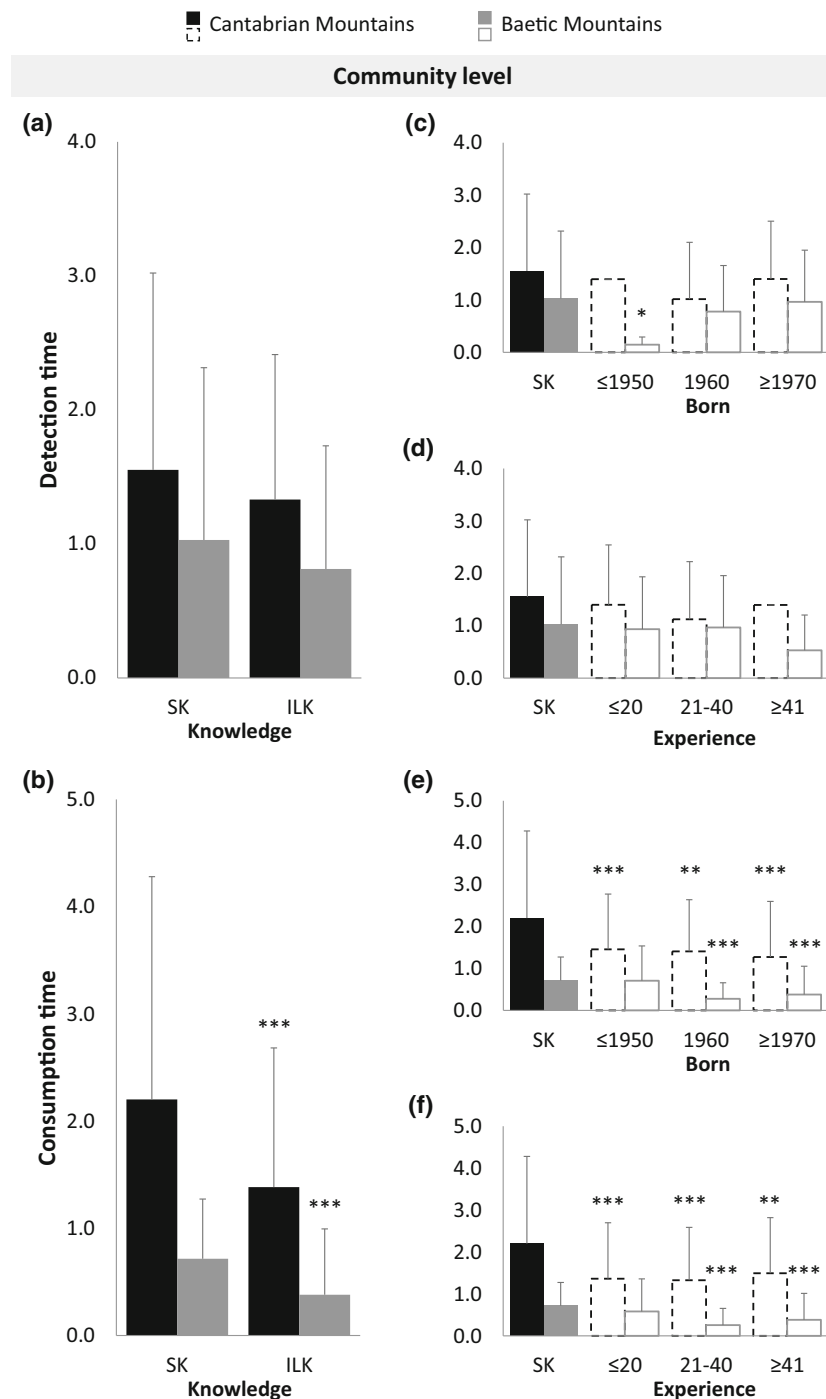 Cantabrian Mountains Baetic Mountains
Community level
(a)
4.0
3.0
2.0
1.0
0.0
Detection time
SK ILK
Knowledge
(c)
4.0
3.0
2.0
1.0
0.0
*
SK ≤1950 1960 ≥1970
Born
(d)
4.0
3.0
2.0
1.0
0.0
SK ≤20 21-40 ≥41
Experience
(b)
5.0
4.0
3.0
2.0
1.0
0.0
Consumption time
***
***
SK ILK
Knowledge
(e)
5.0
4.0
3.0
2.0
1.0
0.0
*** ** ***
*** ***
SK ≤1950 1960 ≥1970
Born
(f)
5.0
4.0
3.0
2.0
1.0
0.0
*** *** **
*** ***
SK ≤20 21-40 ≥41
Experience